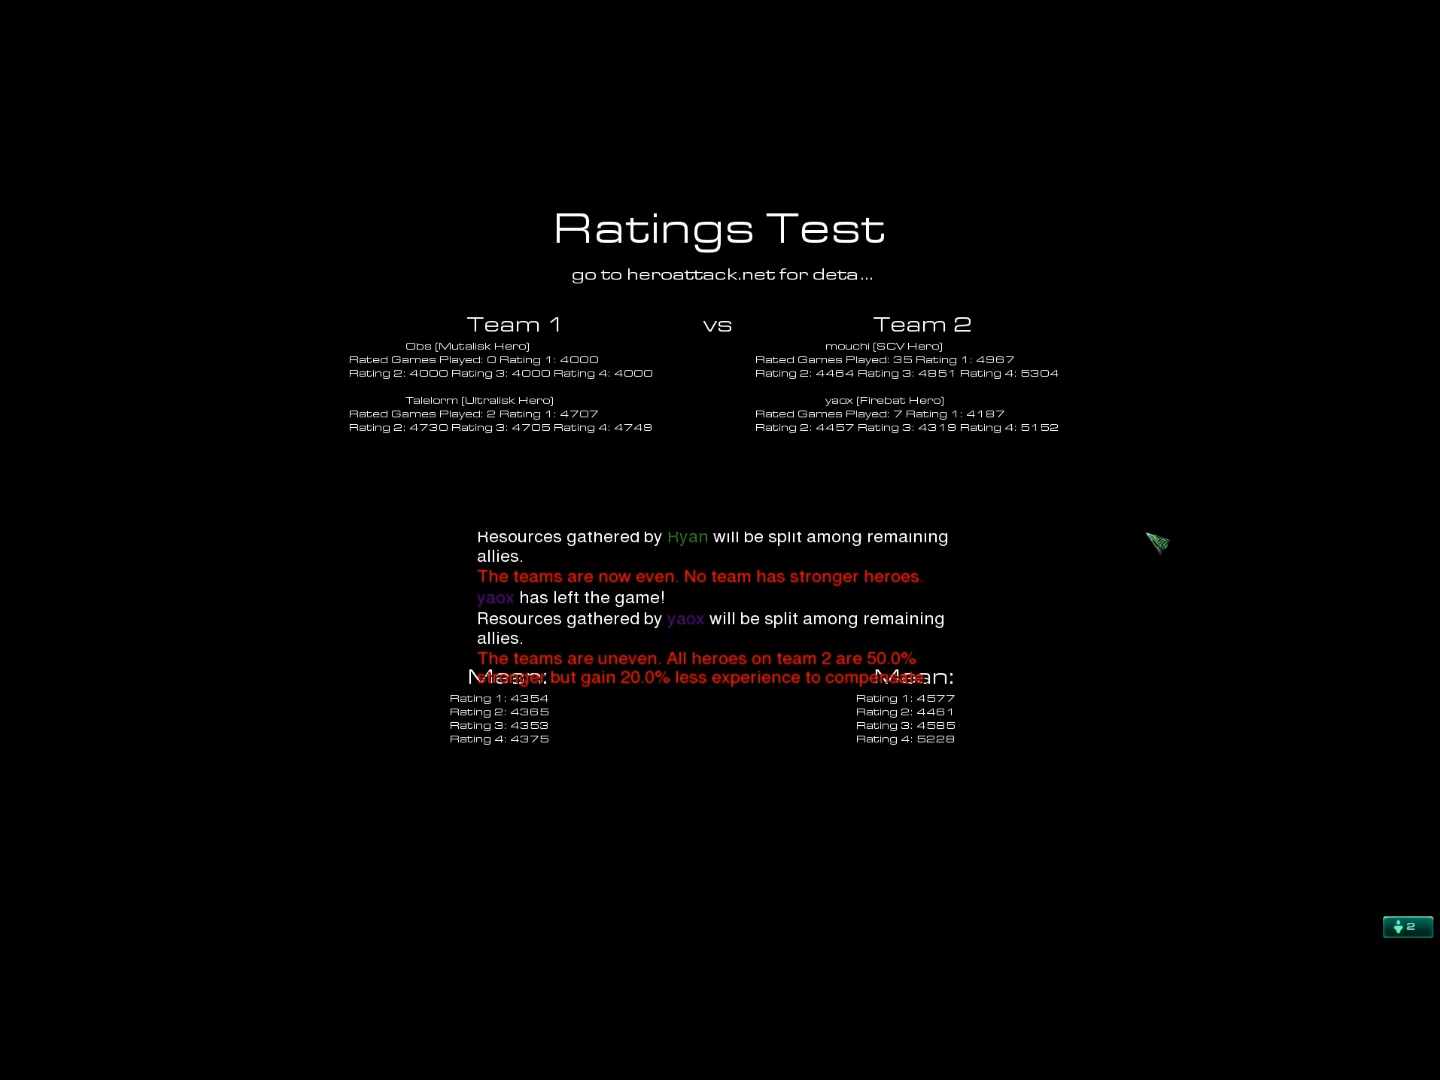 Ratings Test
go to heroattack.net for deta...
Team 1 vs Team 2
Obs (Mutalisk Hero)
Rated Games Played: 0 Rating 1: 4000
Rating 2: 4000 Rating 3: 4000 Rating 4: 4000
Talelorm (Ultralisk Hero)
Rated Games Played: 2 Rating 1: 4707
Rating 2: 4730 Rating 3: 4705 Rating 4: 4749
mouchi (SCV Hero)
Rated Games Played: 35 Rating 1: 4967
Rating 2: 4464 Rating 3: 4851 Rating 4: 5304
yaox (Firebat Hero)
Rated Games Played: 7 Rating 1: 4187
Rating 2: 4457 Rating 3: 4319 Rating 4: 5152
Resources gathered by Ryan will be split among remaining
allies.
The teams are now even. No team has stronger heroes.
yaox has left the game!
Resources gathered by yaox will be split among remaining
allies.
The teams are uneven. All heroes on team 2 are 50.0%
stronger but gain 20.0% less experience to compensate.
Mean:
Rating 1: 4354
Rating 2: 4365
Rating 3: 4353
Rating 4: 4375
Mean:
Rating 1: 4577
Rating 2: 4461
Rating 3: 4585
Rating 4: 5228
2